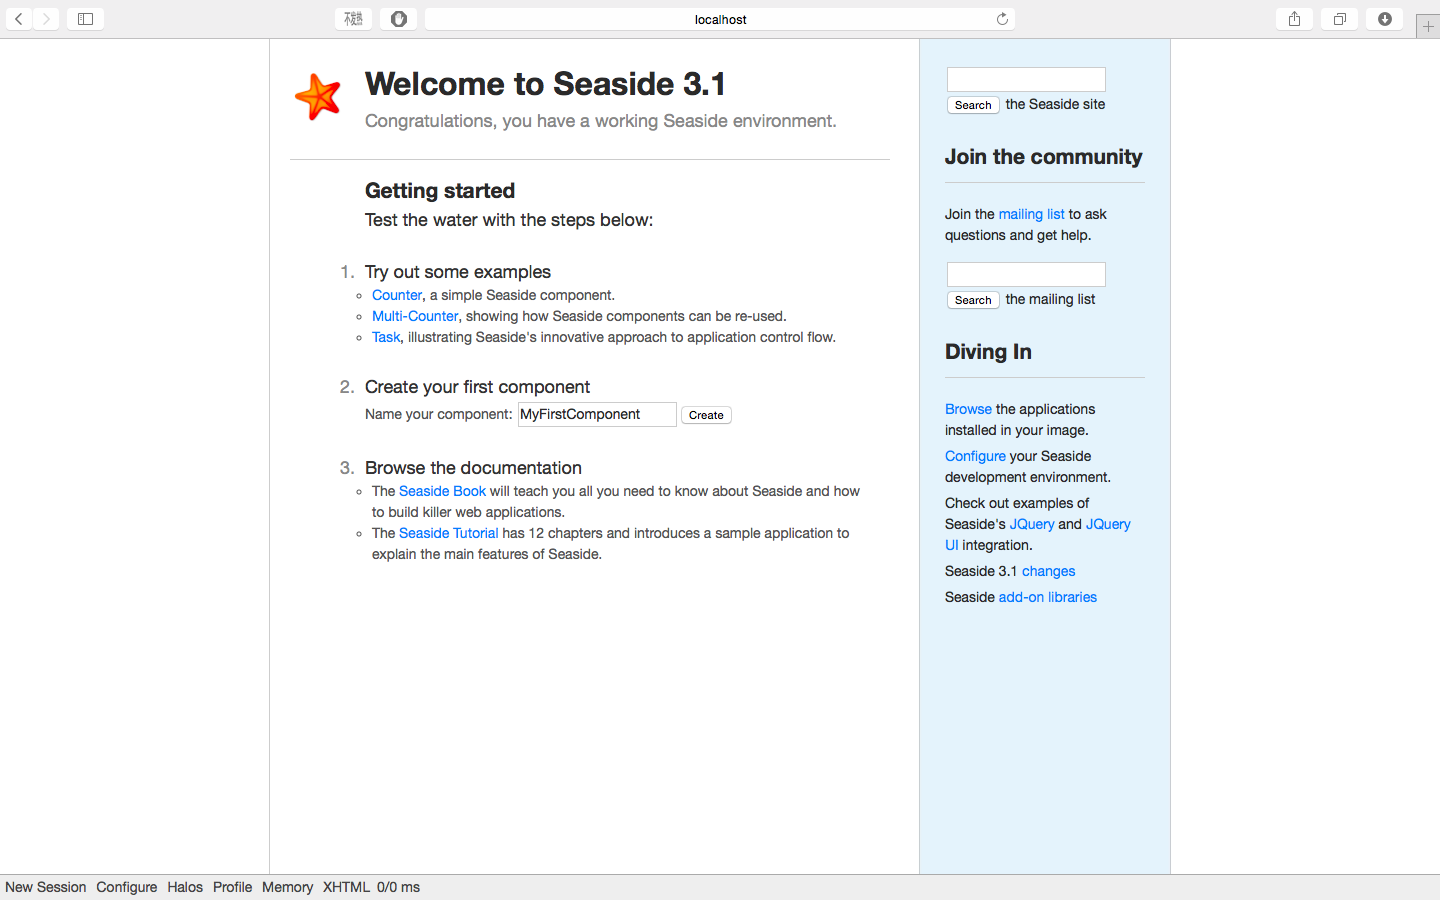 localhost
Welcome to Seaside 3.1
Congratulations, you have a working Seaside environment.
Getting started
Test the water with the steps below:
1. Try out some examples
Counter, a simple Seaside component.
Multi-Counter, showing how Seaside components can be re-used.
Task, illustrating Seaside's innovative approach to application control flow.
2. Create your first component
Name your component: MyFirstComponent Create
3. Browse the documentation
The Seaside Book will teach you all you need to know about Seaside and how
to build killer web applications.
The Seaside Tutorial has 12 chapters and introduces a sample application to
explain the main features of Seaside.
Search the Seaside site
Join the community
Join the mailing list to ask
questions and get help.
Search the mailing list
Diving In
Browse the applications
installed in your image.
Configure your Seaside
development environment.
Check out examples of
Seaside's JQuery and JQuery
UI integration.
Seaside 3.1 changes
Seaside add-on libraries
New Session Configure Halos Profile Memory XHTML 0/0 ms